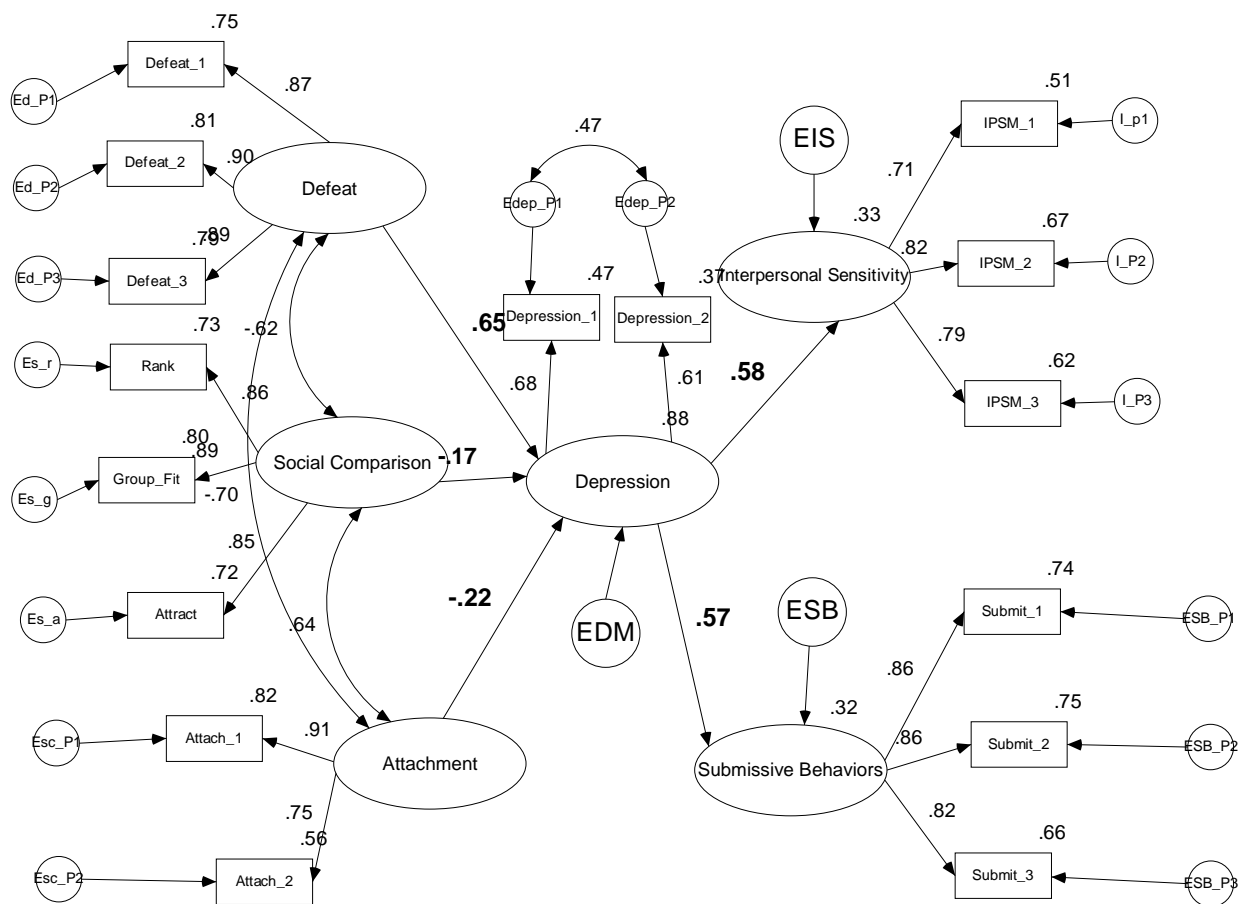 .75
Defeat_1
.87
Ed_P1
.81
Defeat_2
.90
Ed_P2
Defeat
.79
.89
Defeat_3
Ed_P3
-.62
.73
Rank
Es_r
.86
.80
.89
Group_Fit
Es_g
-.70
Social Comparison
-.17
.85
.72
Attract
Es_a
.64
.82
.91
Attach_1
Esc_P1
Attachment
.75
.56
Attach_2
Esc_P2
.47
Edep_P1
Edep_P2
.47
.37
Depression_1
Depression_2
.65
.68
.61
.88
Depression
EDM
-.22
.58
.57
EIS
.33
Interpersonal Sensitivity
.51
IPSM_1
I_p1
.71
.67
.82
IPSM_2
I_P2
.79
.62
IPSM_3
I_P3
ESB
.32
Submissive Behaviors
.74
Submit_1
ESB_P1
.86
.75
.86
Submit_2
ESB_P2
.82
.66
Submit_3
ESB_P3